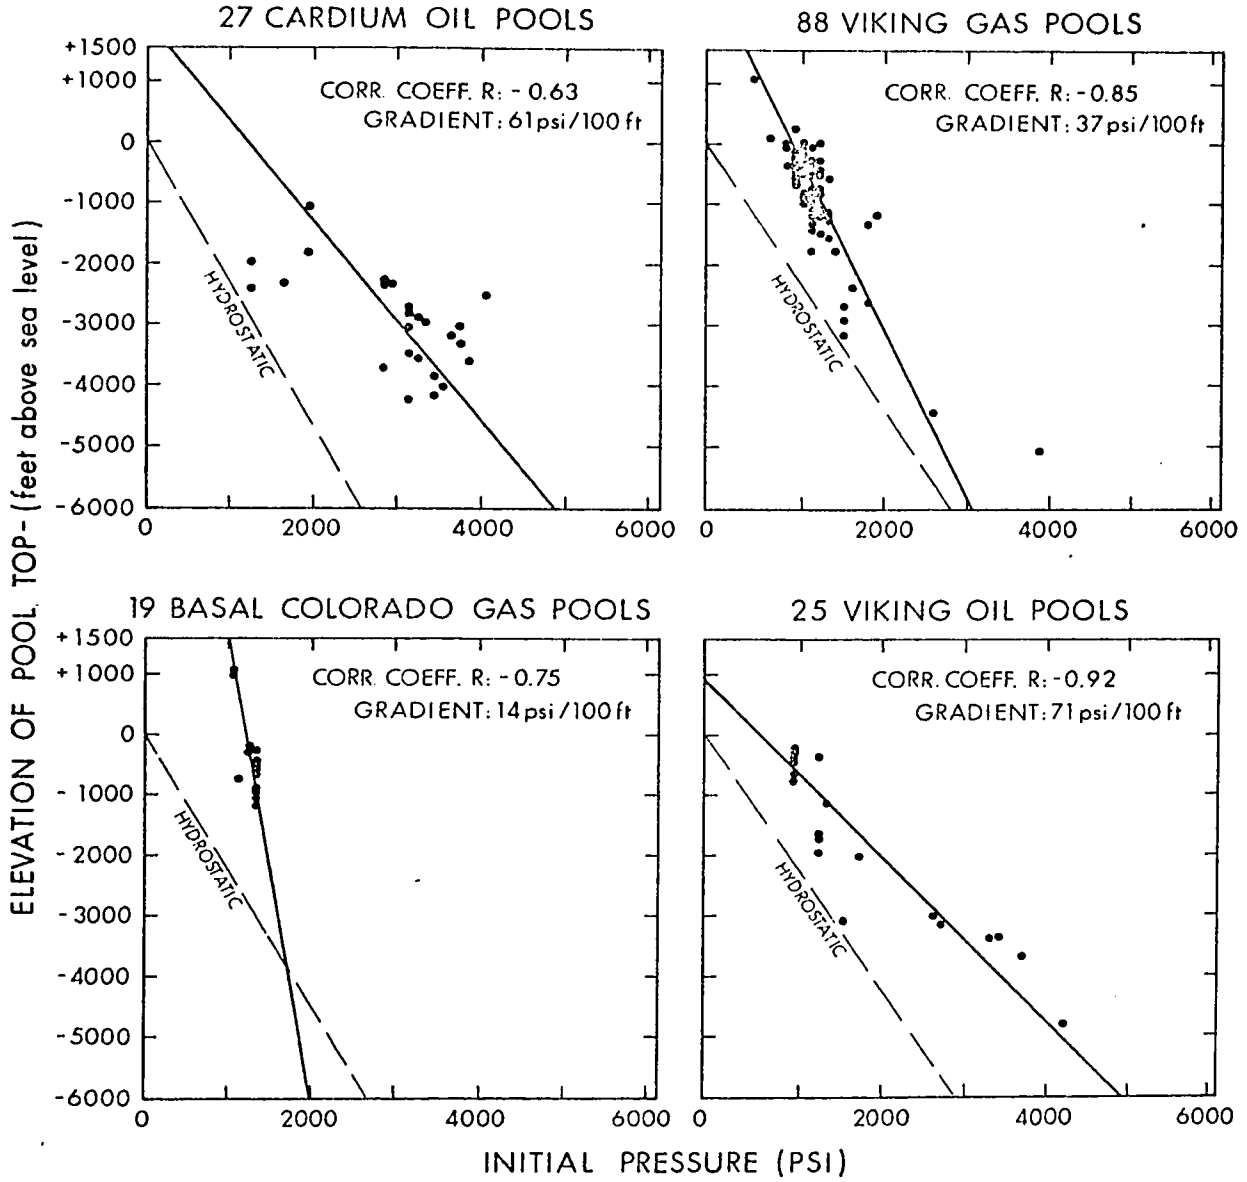 27 CARDIUM OIL POOLS
CORR. COEFF. R: -0.63
GRADIENT: 61 psi/100 ft
HYDROSTATIC
+1500
+1000
0
-1000
-2000
-3000
-4000
-5000
-6000
0 2000 4000 6000
88 VIKING GAS POOLS
CORR. COEFF. R: -0.85
GRADIENT: 37 psi/100 ft
HYDROSTATIC
0 2000 4000 6000
19 BASAL COLORADO GAS POOLS
CORR. COEFF. R: -0.75
GRADIENT: 14 psi/100 ft
HYDROSTATIC
+1500
+1000
0
-1000
-2000
-3000
-4000
-5000
-6000
0 2000 4000 6000
25 VIKING OIL POOLS
CORR. COEFF. R: -0.92
GRADIENT: 71 psi/100 ft
HYDROSTATIC
0 2000 4000 6000
ELEVATION OF POOL TOP- (feet above sea level)
INITIAL PRESSURE (PSI)